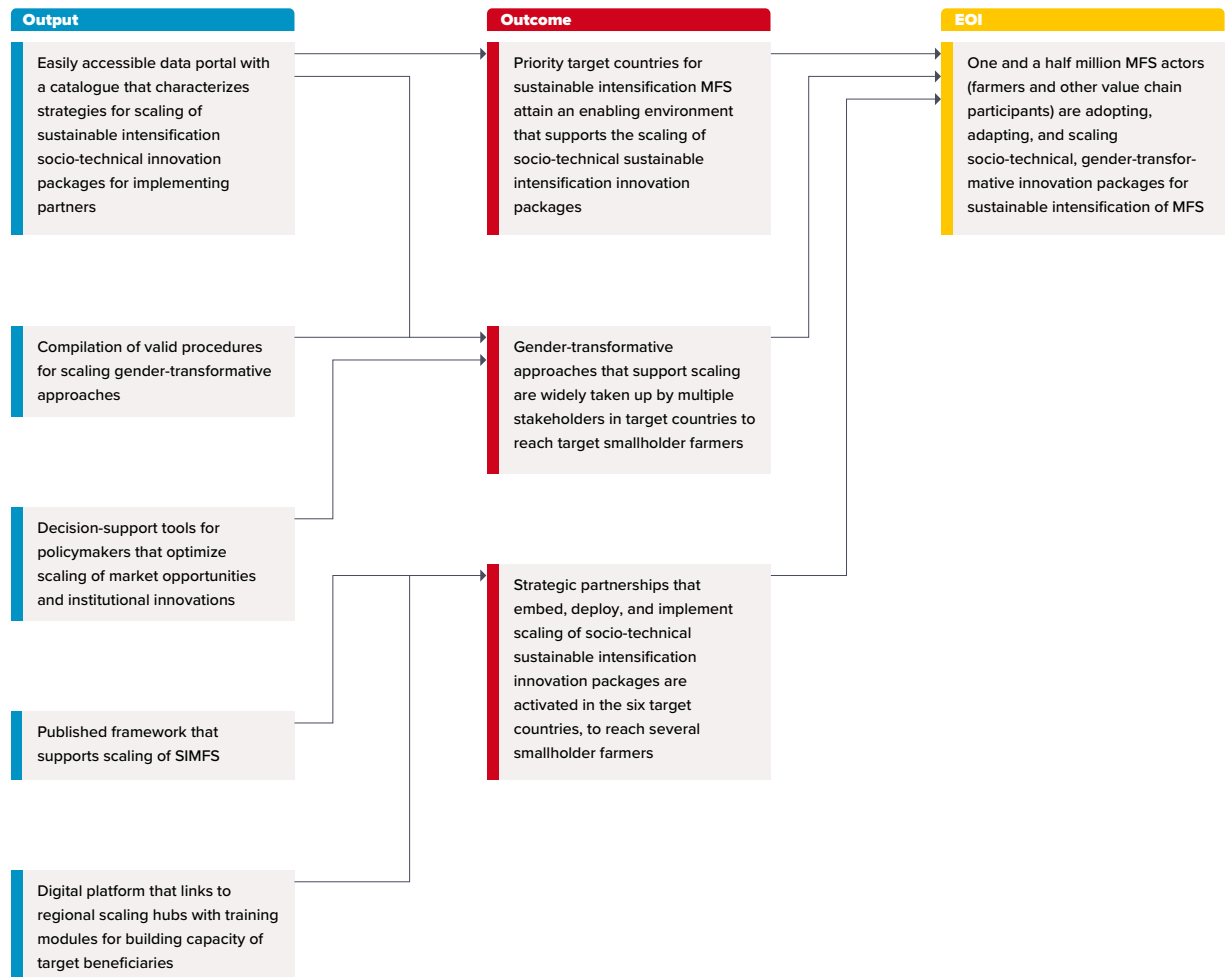 Output
Easily accessible data portal with
a catalogue that characterizes
strategies for scaling of
sustainable intensification
socio-technical innovation
packages for implementing
partners
Compilation of valid procedures
for scaling gender-transformative
approaches
Decision-support tools for
policymakers that optimize
scaling of market opportunities
and institutional innovations
Published framework that
supports scaling of SIMFS
Digital platform that links to
regional scaling hubs with training
modules for building capacity of
target beneficiaries
Outcome
Priority target countries for
sustainable intensification MFS
attain an enabling environment
that supports the scaling of
socio-technical sustainable
intensification innovation
packages
Gender-transformative
approaches that support scaling
are widely taken up by multiple
stakeholders in target countries to
reach target smallholder farmers
Strategic partnerships that
embed, deploy, and implement
scaling of socio-technical
sustainable intensification
innovation packages are
activated in the six target
countries, to reach several
smallholder farmers
EOI
One and a half million MFS actors
(farmers and other value chain
participants) are adopting,
adapting, and scaling
socio-technical, gender-transfor-
mative innovation packages for
sustainable intensification of MFS